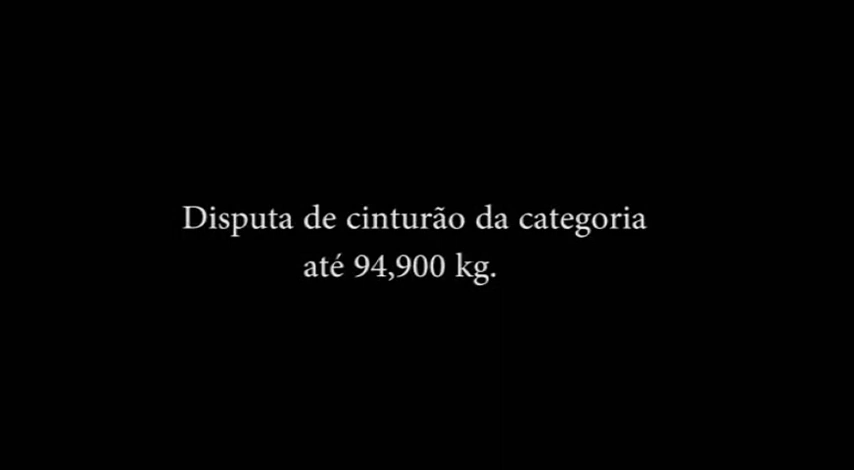 Disputa de cinturão da categoria
até 94,900 kg.